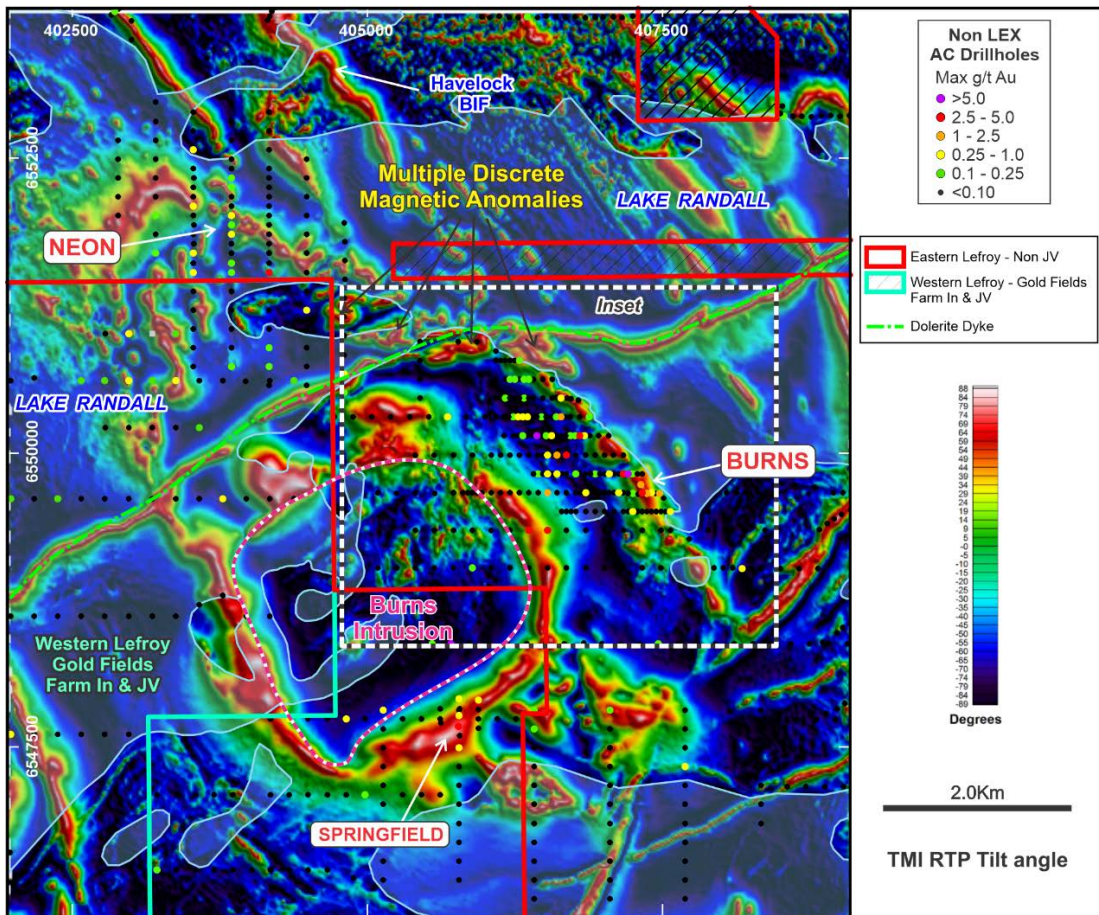 402500
405000
407500
Havelock
BIF
6552500
Multiple Discrete
Magnetic Anomalies
LAKE RANDALL
NEON
Inset
LAKE RANDALL
6550000
BURNS
Burns
Intrusion
Western Lefroy
Gold Fields
Farm In & JV
6547500
SPRINGFIELD
Non LEX
AC Drillholes
Max g/t Au
>5.0
2.5 - 5.0
1 - 2.5
0.25 - 1.0
0.1 - 0.25
<0.10
Eastern Lefroy - Non JV
Western Lefroy - Gold Fields
Farm In & JV
Dolerite Dyke
88
84
79
74
69
64
59
54
49
44
39
34
29
24
19
14
9
5
-0
-5
-10
-15
-20
-25
-30
-35
-40
-45
-50
-55
-60
-65
-69
-74
-79
-84
-89
Degrees
2.0Km
TMI RTP Tilt angle